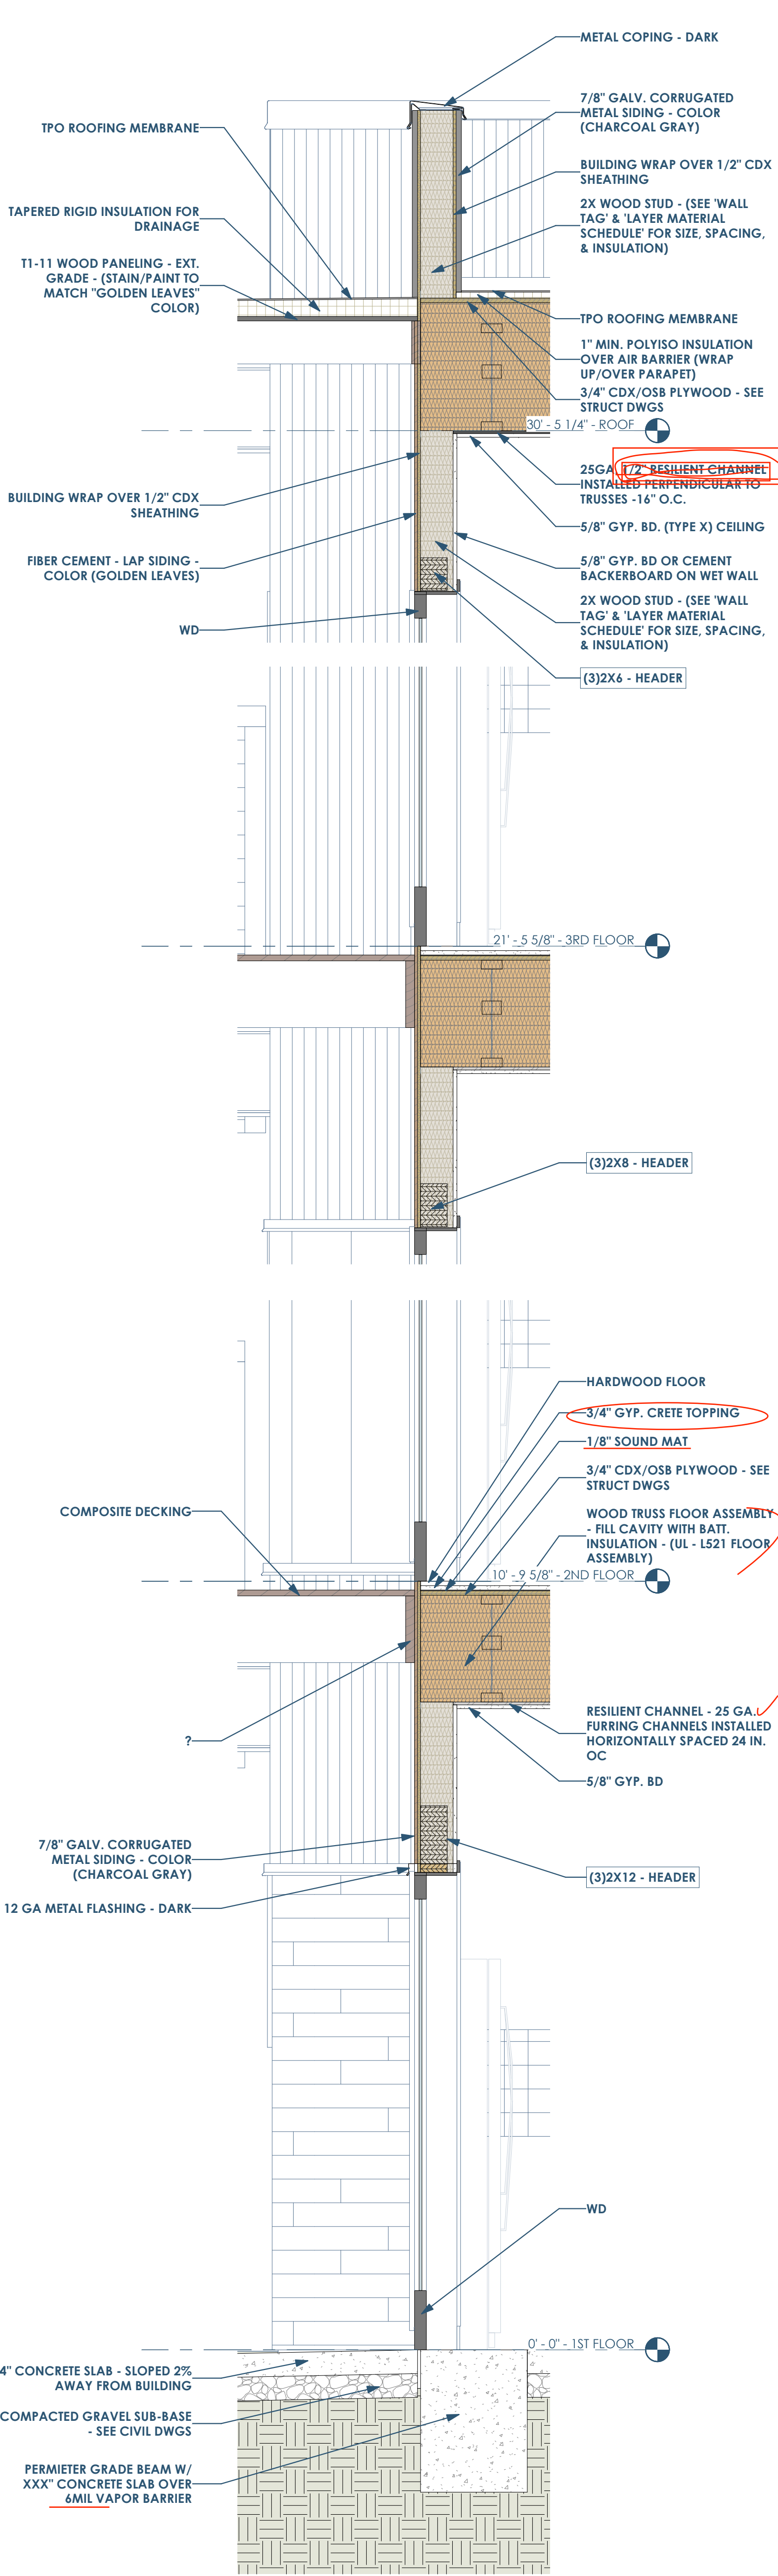 METAL COPING - DARK
7/8" GALV. CORRUGATED
METAL SIDING - COLOR
(CHARCOAL GRAY)
TPO ROOFING MEMBRANE
BUILDING WRAP OVER 1/2" CDX
SHEATHING
2X WOOD STUD - (SEE 'WALL
TAG' & 'LAYER MATERIAL
SCHEDULE' FOR SIZE, SPACING,
& INSULATION)
TAPERED RIGID INSULATION FOR
DRAINAGE
T1-11 WOOD PANELING - EXT.
GRADE - (STAIN/PAINT TO
MATCH "GOLDEN LEAVES"
COLOR)
TPO ROOFING MEMBRANE
1" MIN. POLYISO INSULATION
OVER AIR BARRIER (WRAP
UP/OVER PARAPET)
3/4" CDX/OSB PLYWOOD - SEE
STRUCT DWGS
30' - 5 1/4" - ROOF
25GA. 1/2" RESILIENT CHANNEL
INSTALLED PERPENDICULAR TO
TRUSSES -16" O.C.
BUILDING WRAP OVER 1/2" CDX
SHEATHING
5/8" GYP. BD. (TYPE X) CEILING
FIBER CEMENT - LAP SIDING -
COLOR (GOLDEN LEAVES)
5/8" GYP. BD OR CEMENT
BACKERBOARD ON WET WALL
2X WOOD STUD - (SEE 'WALL
TAG' & 'LAYER MATERIAL
SCHEDULE' FOR SIZE, SPACING,
& INSULATION)
WD
(3)2X6 - HEADER
21' - 5 5/8" - 3RD FLOOR
(3)2X8 - HEADER
HARDWOOD FLOOR
3/4" GYP. CRETE TOPPING
1/8" SOUND MAT
3/4" CDX/OSB PLYWOOD - SEE
STRUCT DWGS
COMPOSITE DECKING
WOOD TRUSS FLOOR ASSEMBLY
- FILL CAVITY WITH BATT.
INSULATION - (UL - L521 FLOOR
ASSEMBLY)
10' - 9 5/8" - 2ND FLOOR
RESILIENT CHANNEL - 25 GA.
FURRING CHANNELS INSTALLED
HORIZONTALLY SPACED 24 IN.
OC
?
5/8" GYP. BD
7/8" GALV. CORRUGATED
METAL SIDING - COLOR
(CHARCOAL GRAY)
(3)2X12 - HEADER
12 GA METAL FLASHING - DARK
WD
0' - 0" - 1ST FLOOR
4" CONCRETE SLAB - SLOPED 2%
AWAY FROM BUILDING
COMPACTED GRAVEL SUB-BASE
- SEE CIVIL DWGS
PERMIETER GRADE BEAM W/
XXX" CONCRETE SLAB OVER
6MIL VAPOR BARRIER